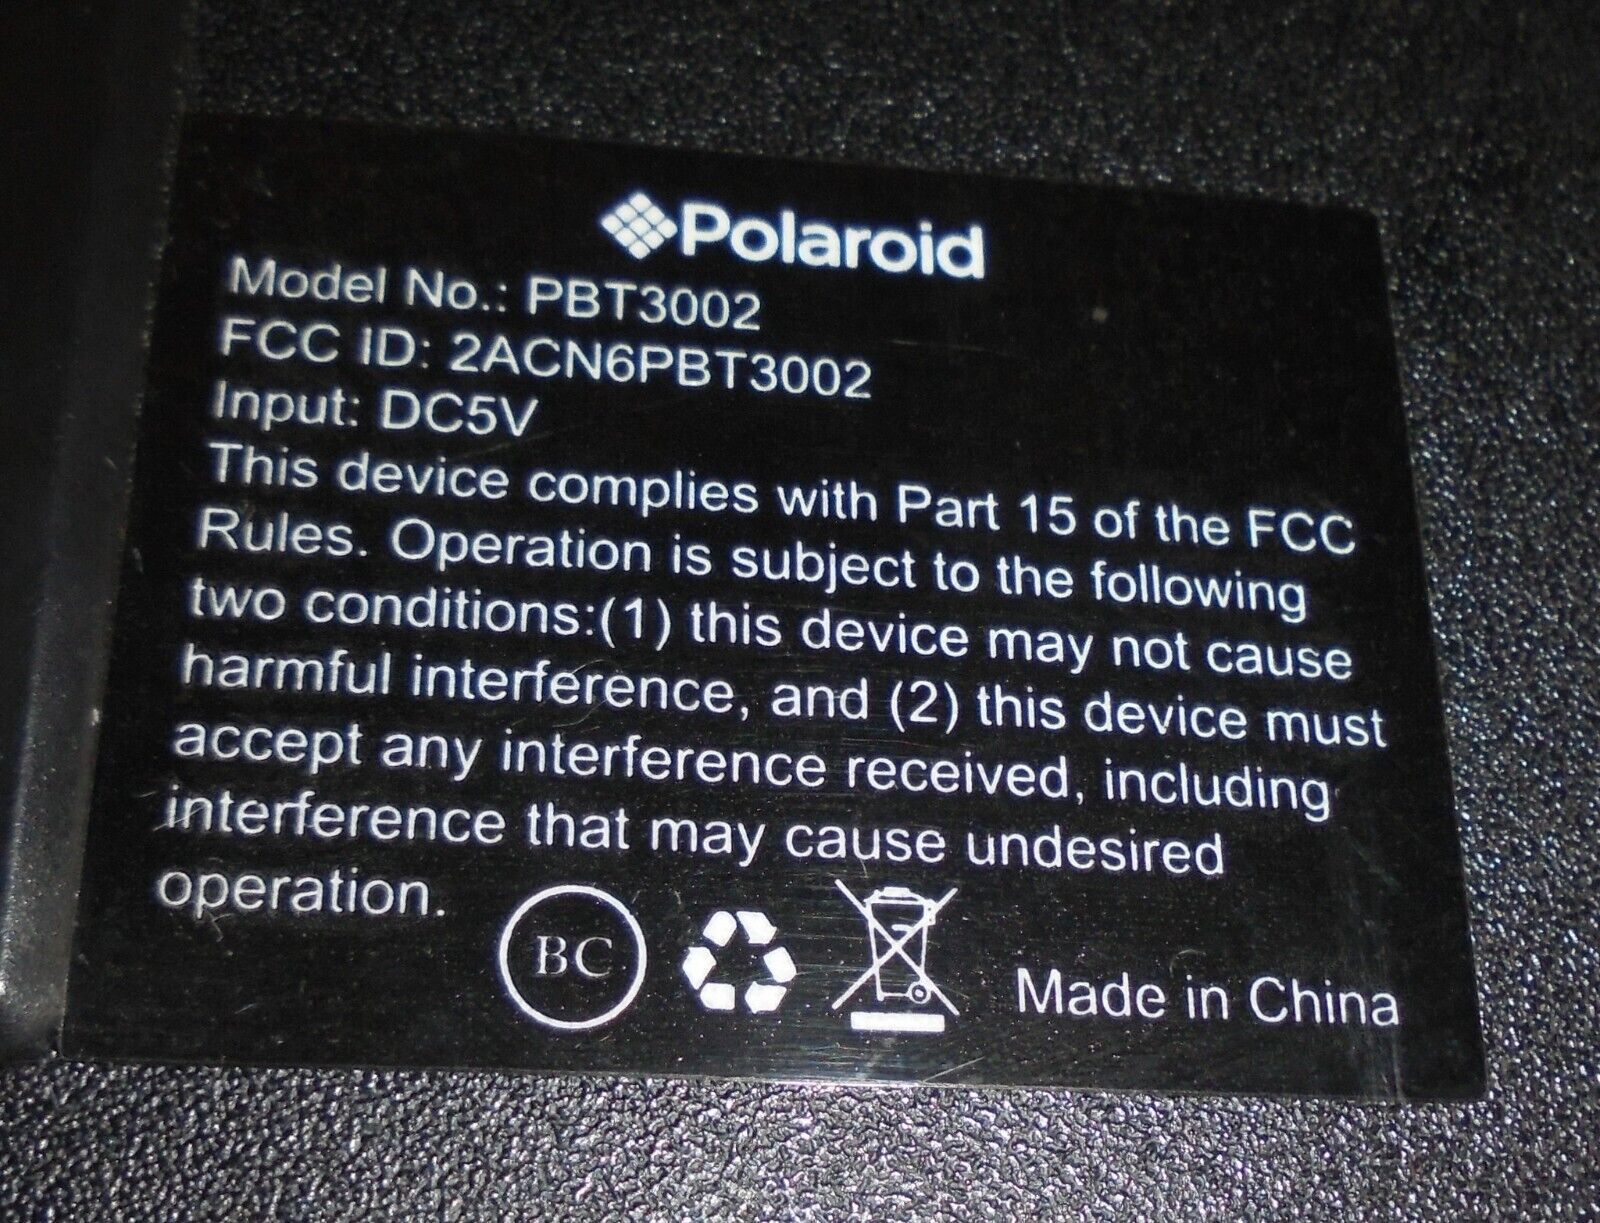 Polaroid
Model No.: PBT3002
FCC ID: 2ACN6PBT3002
Input: DC5V
This device complies with Part 15 of the FCC
Rules. Operation is subject to the following
two conditions:(1) this device may not cause
harmful interference, and (2) this device must
accept any interference received, including
interference that may cause undesired
operation.
BC
Made in China